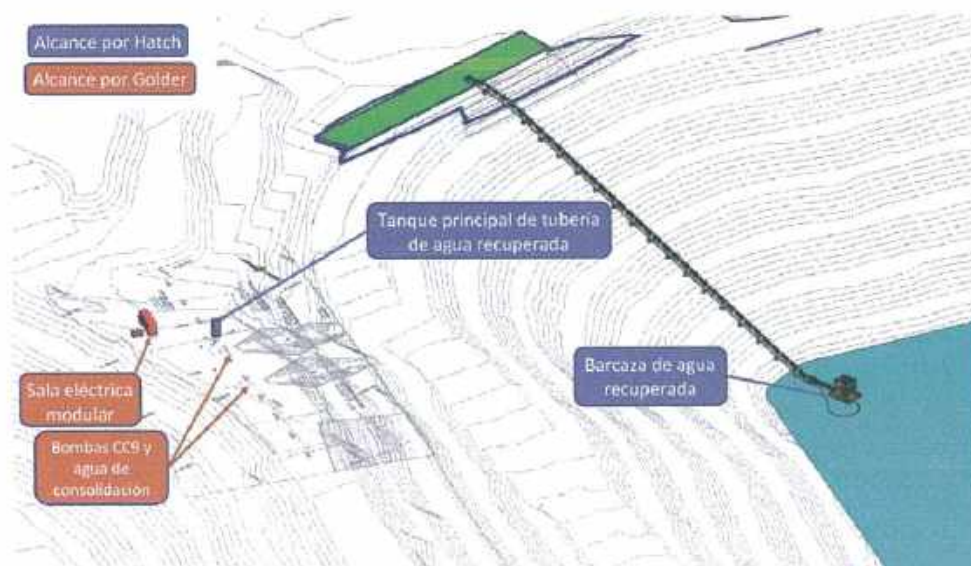 Alcance por Hatch
Alcance por Golder
Tanque principal de tubería
de agua recuperada
Barcaza de agua
recuperada
Sala eléctrica
modular
Bombas CC9 y
agua de
consolidación